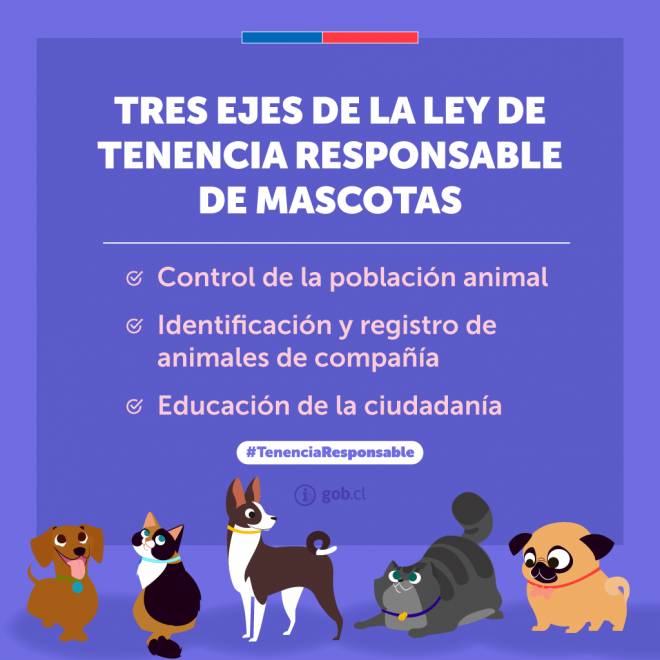 TRES EJES DE LA LEY DE
TENENCIA RESPONSABLE
DE MASCOTAS
Control de la población animal
Identificación y registro de
animales de compañía
Educación de la ciudadanía
#TenenciaResponsable
gob.cl